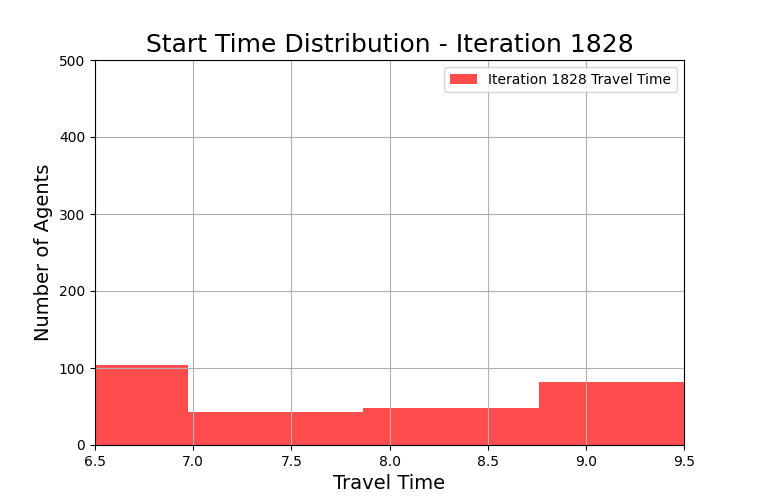 Start Time Distribution - Iteration 1828
500
Iteration 1828 Travel Time
400
300
200
100
0
Number of Agents
6.5 7.0 7.5 8.0 8.5 9.0 9.5
Travel Time